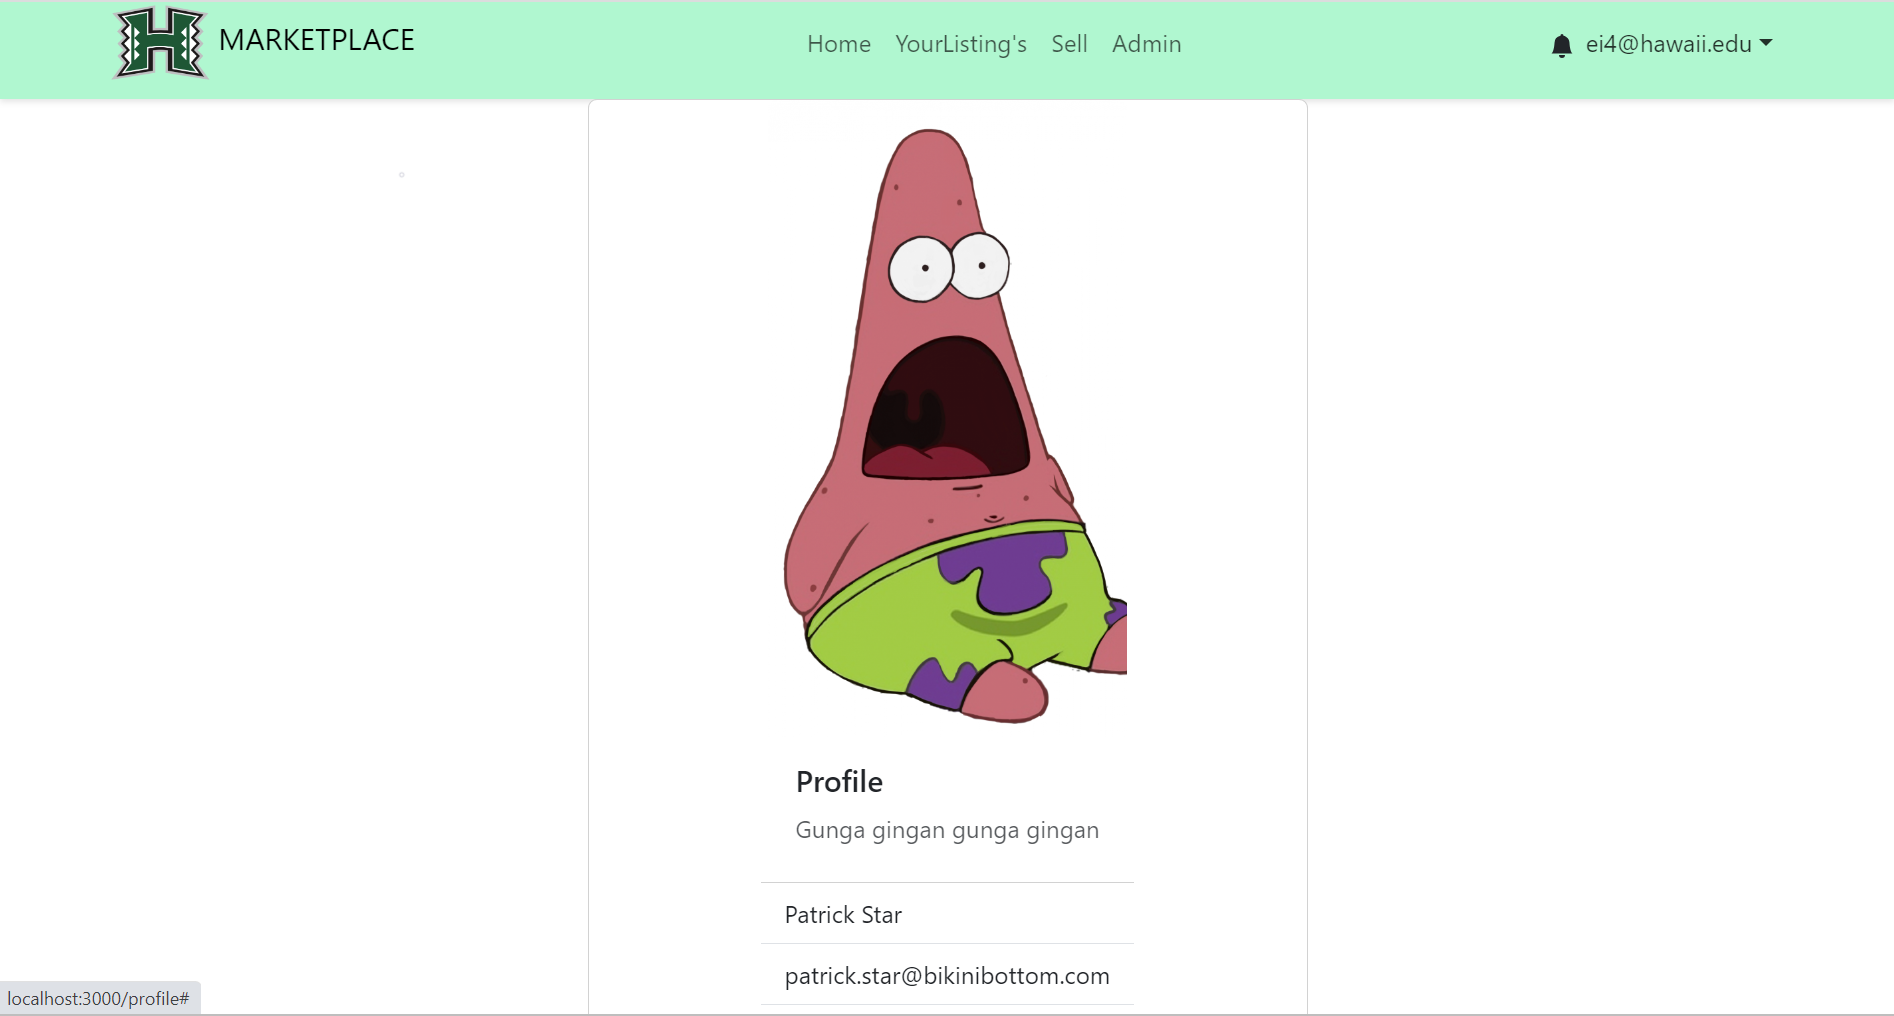 H MARKETPLACE Home YourListing's Sell Admin ei4@hawaii.edu
Profile
Gunga gingan gunga gingan
Patrick Star
patrick.star@bikinibottom.com
localhost:3000/profile#